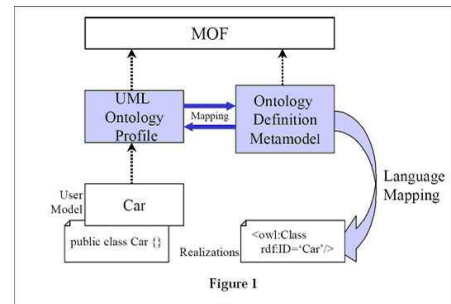 MOF
UML
Ontology
Profile
Mapping
Ontology
Definition
Metamodel
Language
Mapping
User
Model
Car
public class Car {}
Realizations
<owl:Class
rdf:ID='Car'/>
Figure 1